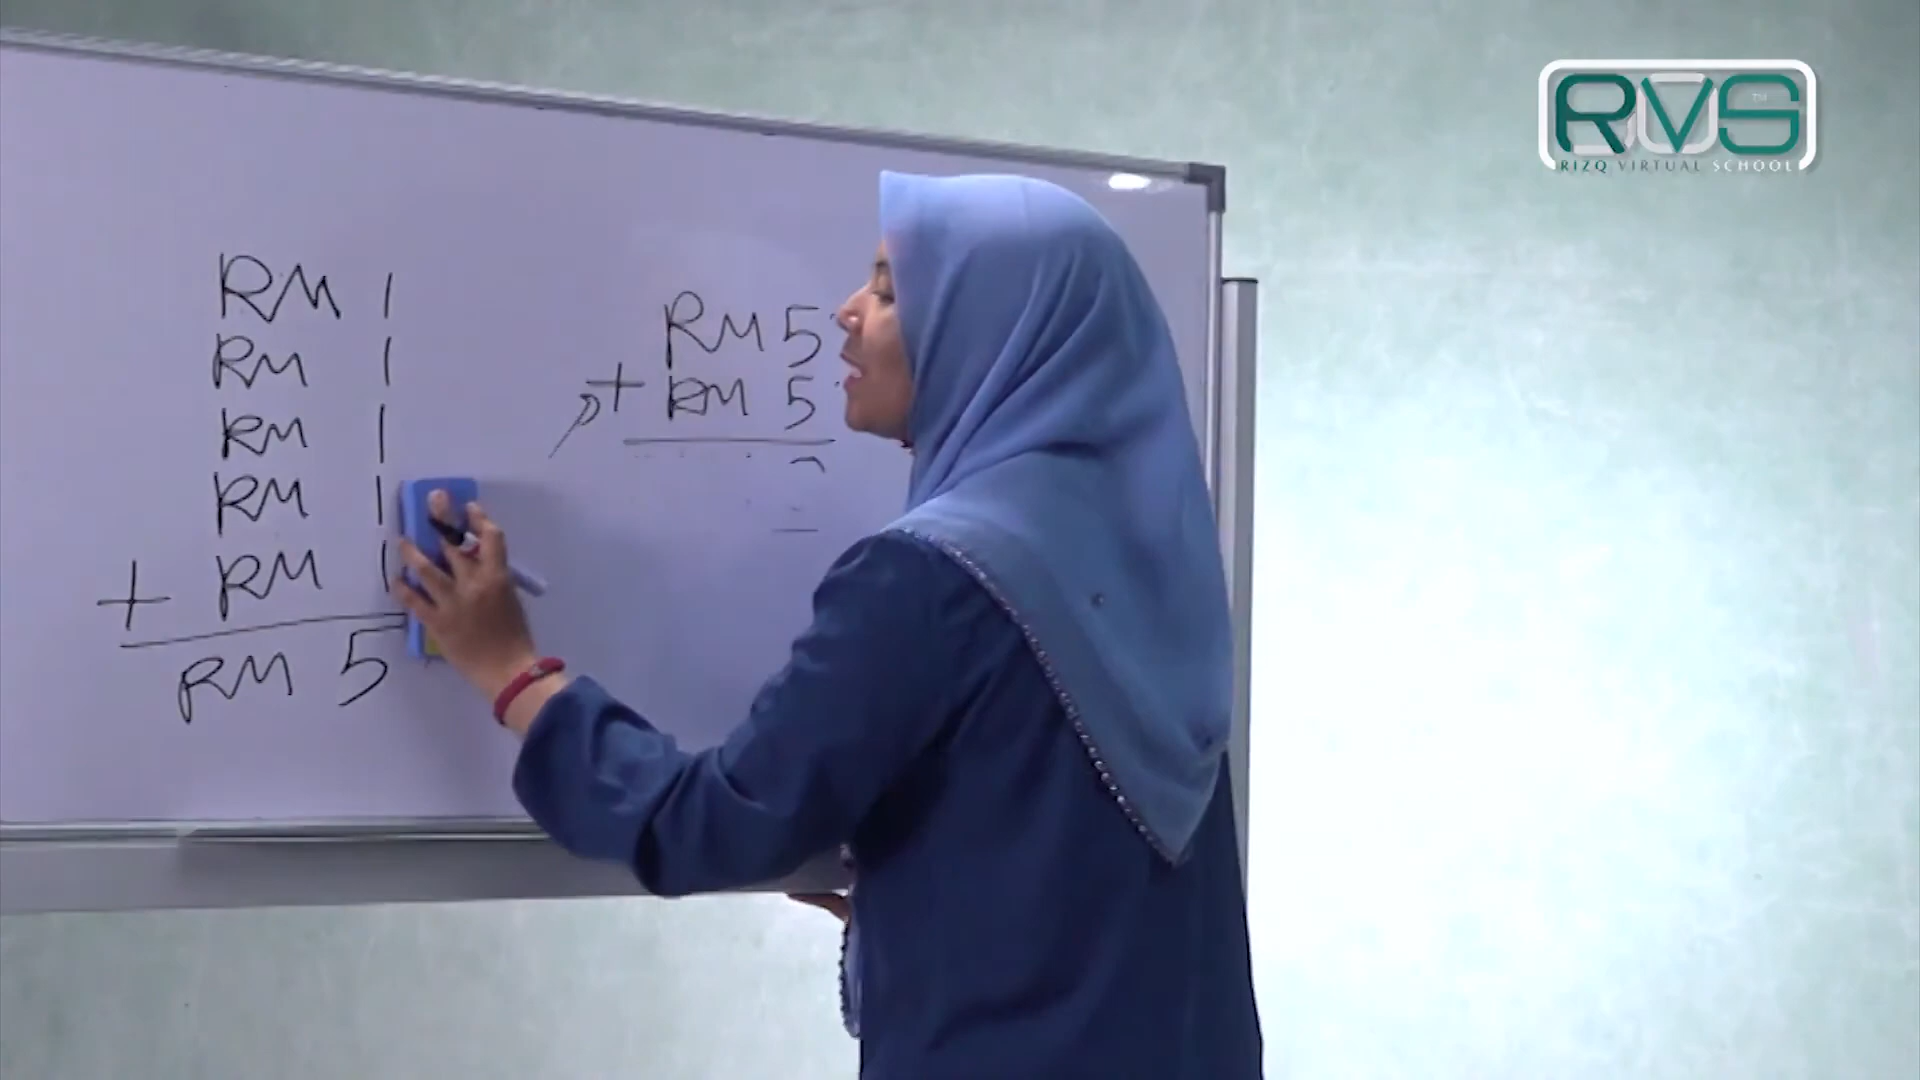 RM 1
RM 1
RM 1
RM 1
+ RM 1
RM 5
RM 5
+ RM 5
RVS
TM
RIZQ VIRTUAL SCHOOL